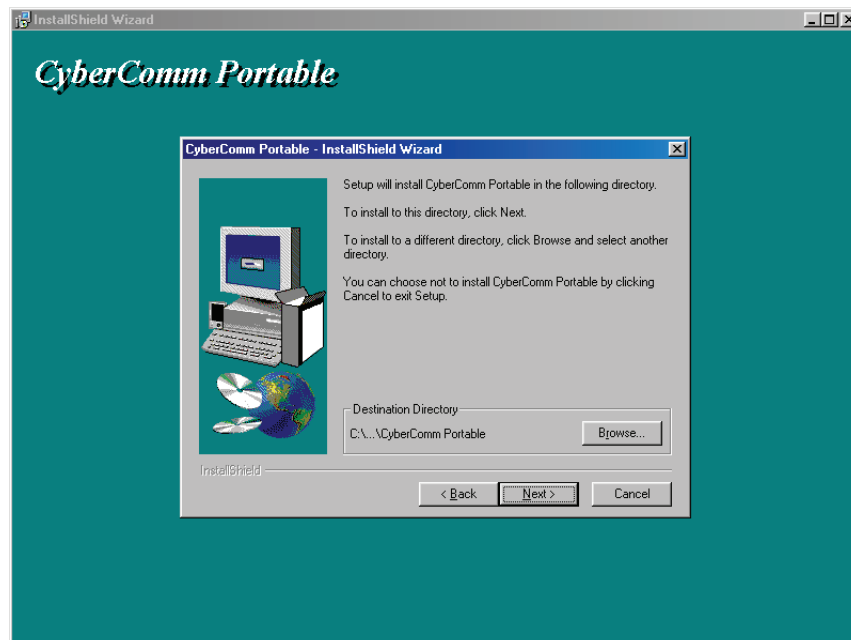 InstallShield Wizard
CyberComm Portable
CyberComm Portable - InstallShield Wizard
Setup will install CyberComm Portable in the following directory.
To install to this directory, click Next.
To install to a different directory, click Browse and select another
directory.
You can choose not to install CyberComm Portable by clicking
Cancel to exit Setup.
Destination Directory
C:\...\CyberComm Portable
Browse...
InstallShield
< Back
Next >
Cancel